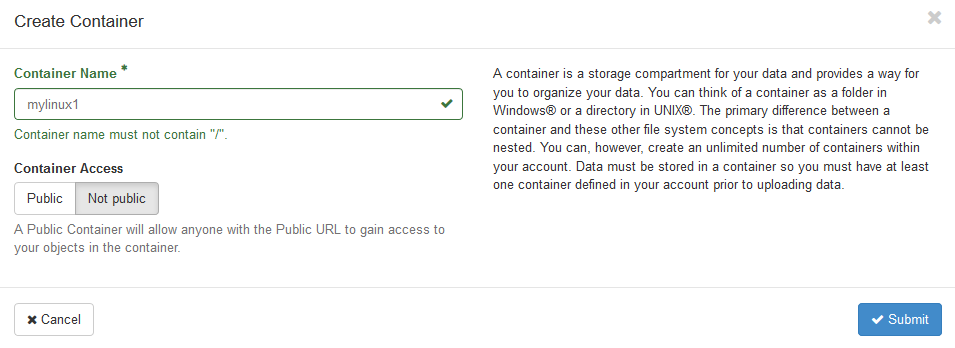 Create Container
Container Name *
mylinux1
Container name must not contain "/".
Container Access
Public
Not public
A Public Container will allow anyone with the Public URL to gain access to
your objects in the container.
A container is a storage compartment for your data and provides a way for
you to organize your data. You can think of a container as a folder in
Windows® or a directory in UNIX®. The primary difference between a
container and these other file system concepts is that containers cannot be
nested. You can, however, create an unlimited number of containers within
your account. Data must be stored in a container so you must have at least
one container defined in your account prior to uploading data.
Cancel
Submit